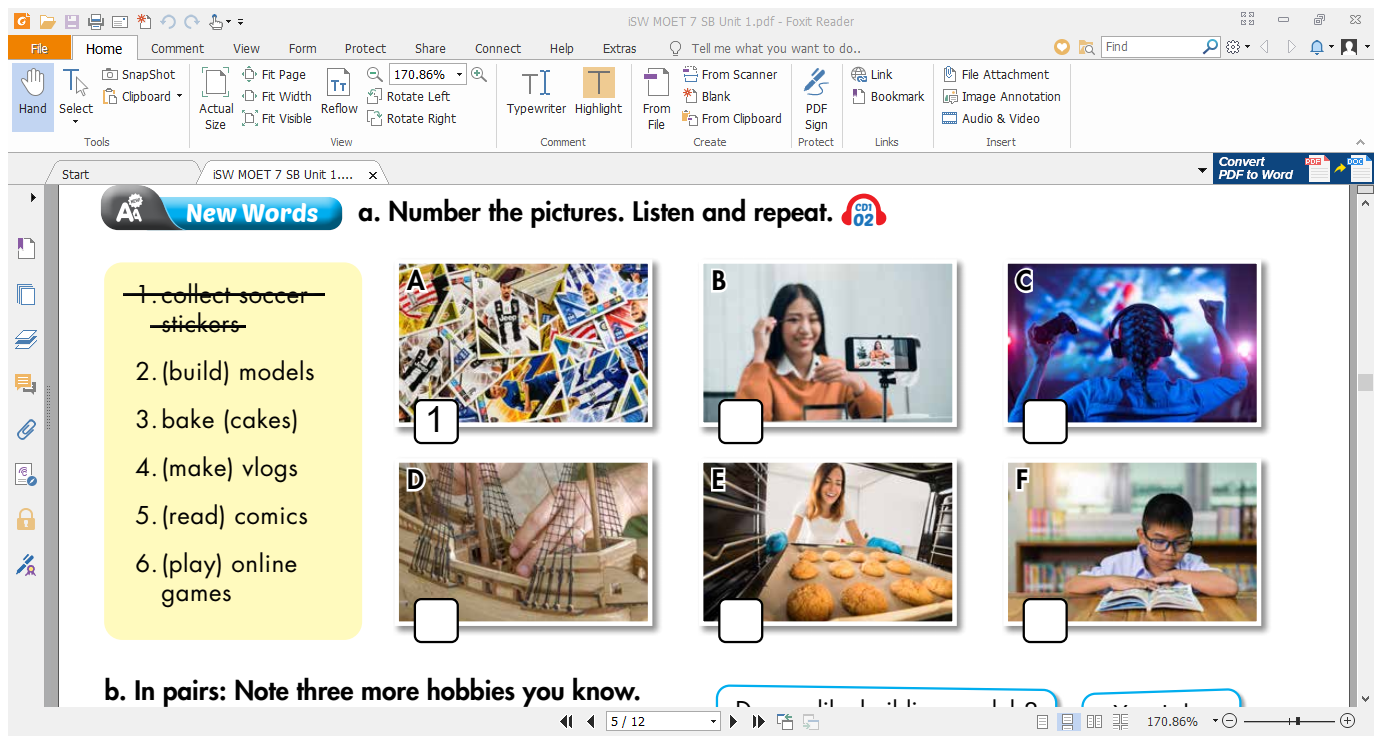 iSW MOET 7 SB Unit 1.pdf - Foxit Reader
File Home Comment View Form Protect Share Connect Help Extras Tell me what you want to do.. Find
Hand
Select
SnapShot
Clipboard
Tools
Actual Size
Fit Page
Fit Width
Fit Visible
Reflow
170.86%
Rotate Left
Rotate Right
View
Typewriter
Highlight
Comment
From File
From Scanner
Blank
From Clipboard
Create
PDF Sign
Protect
Link
Bookmark
Links
File Attachment
Image Annotation
Audio & Video
Insert
Start
iSW MOET 7 SB Unit 1....
Convert
PDF to Word
PDF
DOC
New Words
a. Number the pictures. Listen and repeat.
CD1
02
1. collect soccer
stickers
2. (build) models
3. bake (cakes)
4. (make) vlogs
5. (read) comics
6. (play) online
games
A
Jeep
1
B
C
D
E
F
b. In pairs: Note three more hobbies you know.
5 / 12
170.86%